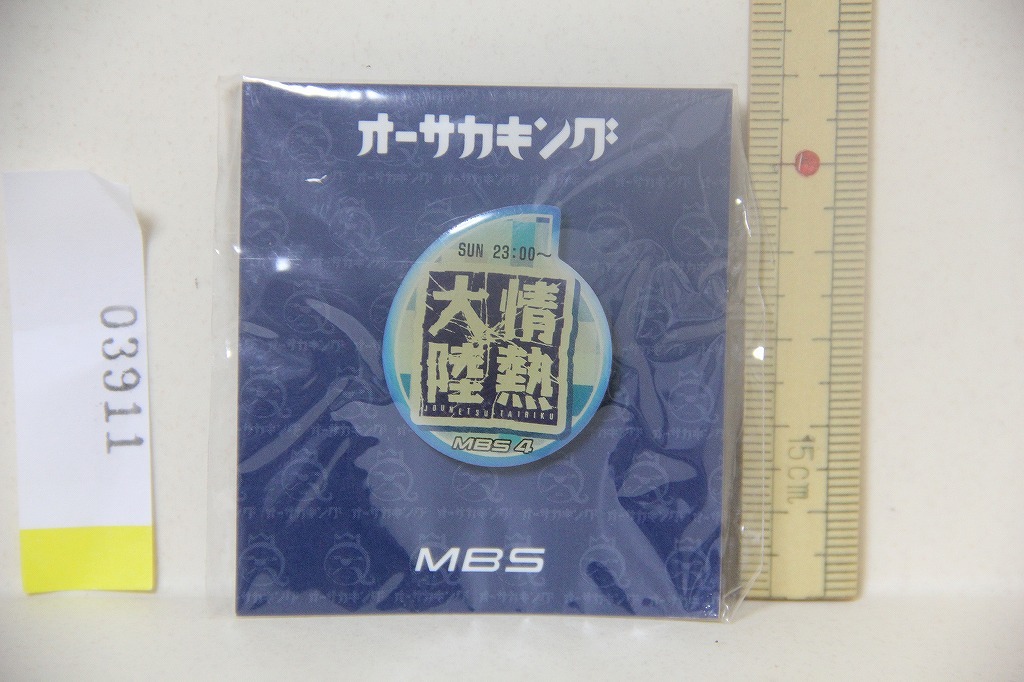 オーサカキング
SUN 23:00〜
情熱
大陸
JOUNETSU-TAIRIKU
MBS 4
MBS
03911
5cm